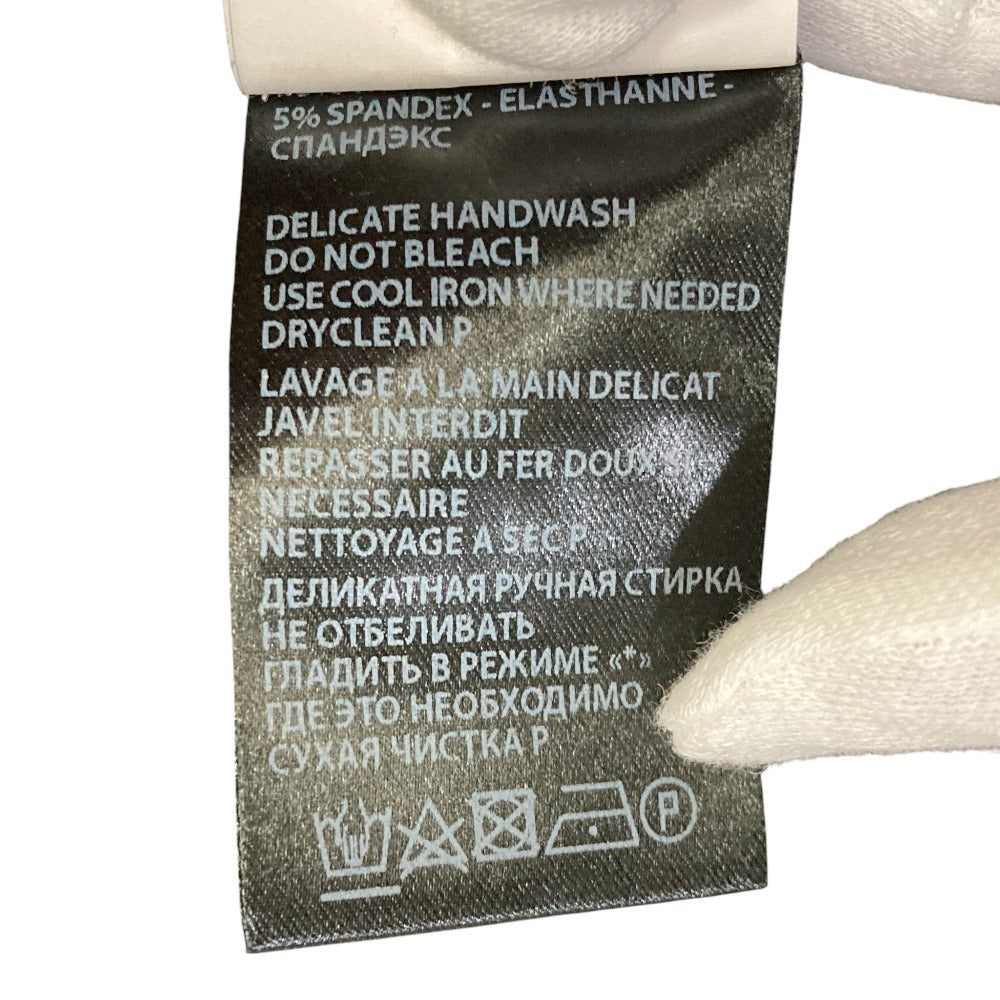 5% SPANDEX - ELASTHANNE -
СПАНДЭКС
DELICATE HANDWASH
DO NOT BLEACH
USE COOL IRON WHERE NEEDED
DRYCLEAN P
LAVAGE A LA MAIN DELICAT
JAVEL INTERDIT
REPASSER AU FER DOUX SI
NECESSAIRE
NETTOYAGE A SEC P
ДЕЛИКАТНАЯ РУЧНАЯ СТИРКА
НЕ ОТБЕЛИВАТЬ
ГЛАДИТЬ В РЕЖИМЕ «*»
ГДЕ ЭТО НЕОБХОДИМО
СУХАЯ ЧИСТКА P
P